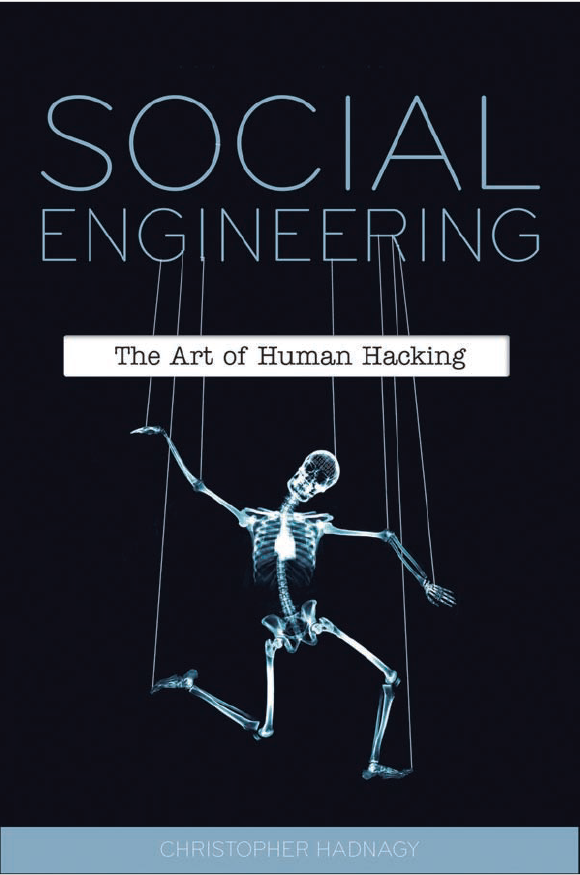 SOCIAL
ENGINEERING
The Art of Human Hacking
CHRISTOPHER HADNAGY